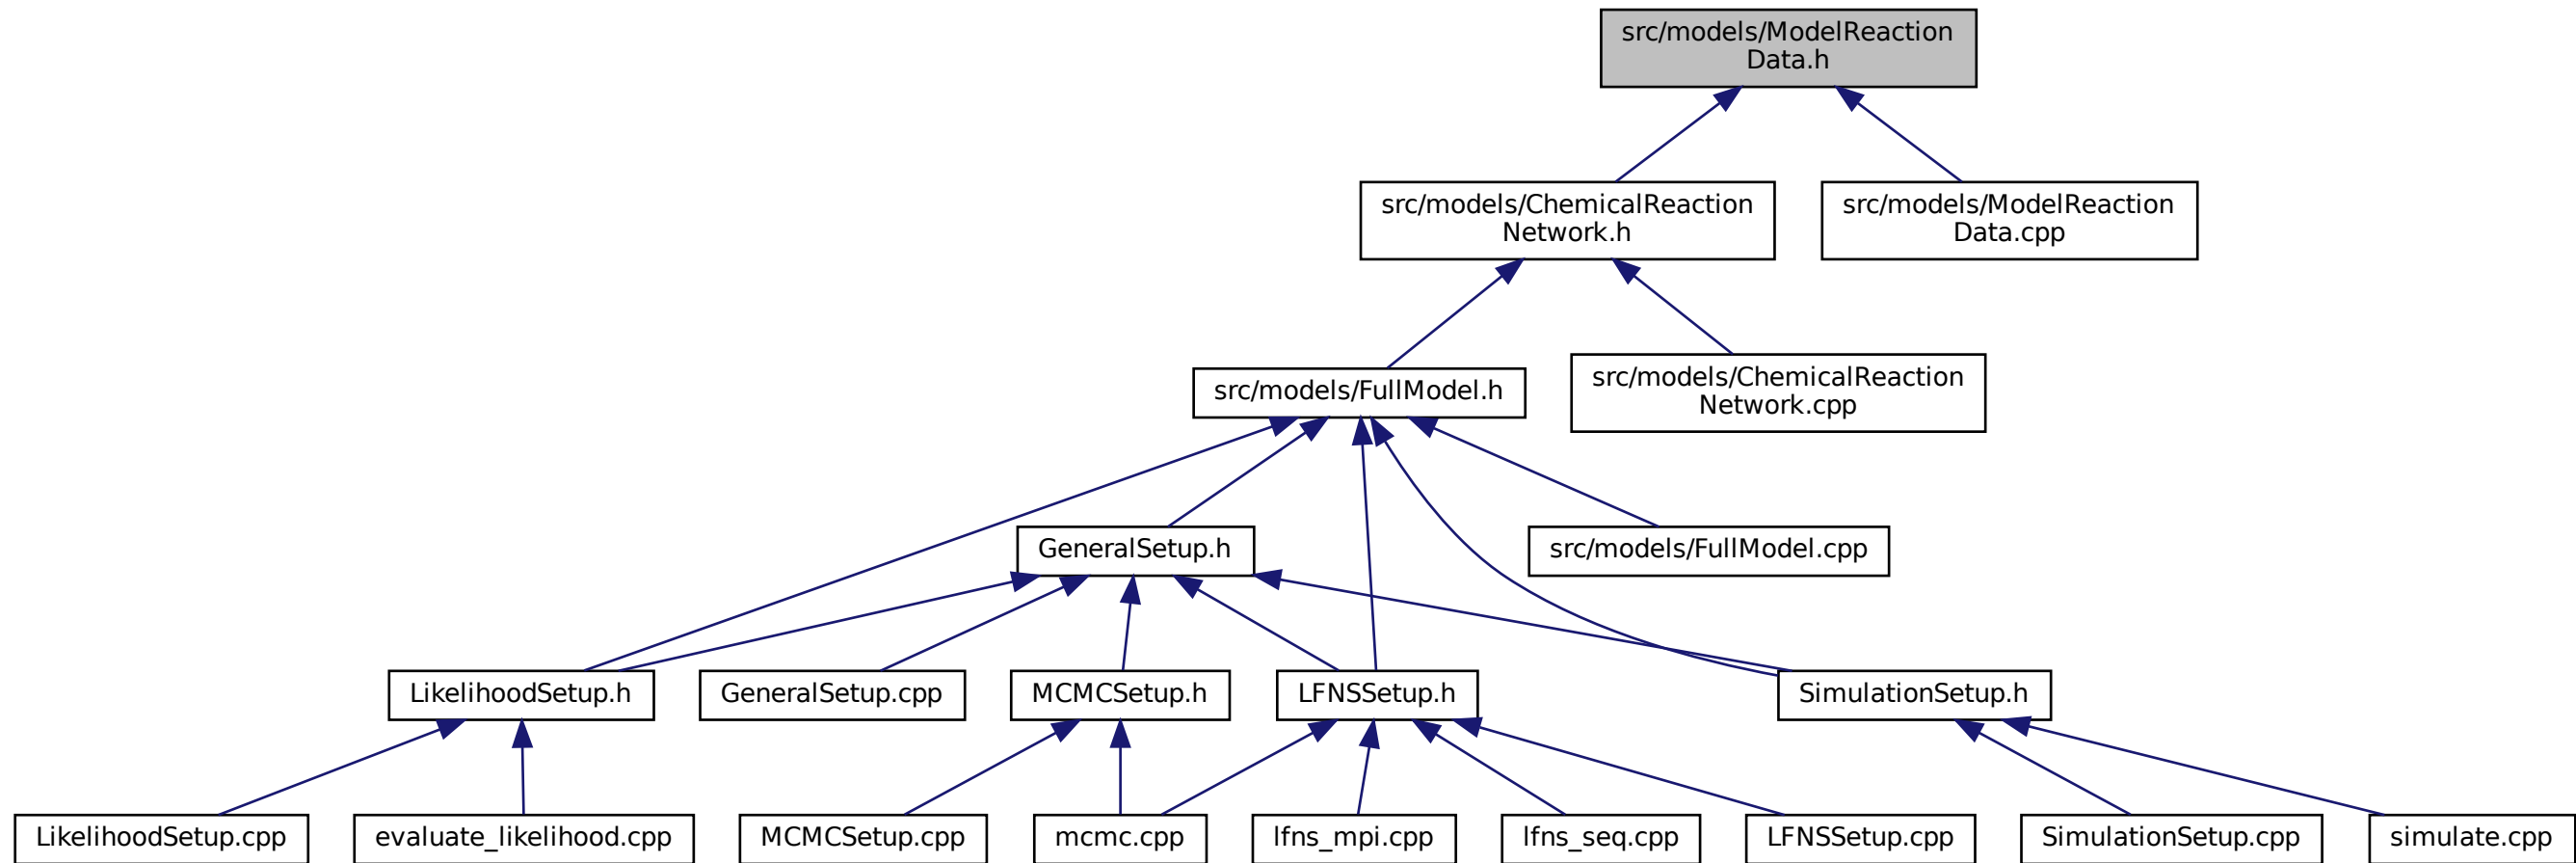 src/models/ModelReaction
Data.h
src/models/ChemicalReaction
Network.h
src/models/ModelReaction
Data.cpp
src/models/FullModel.h
src/models/ChemicalReaction
Network.cpp
GeneralSetup.h
src/models/FullModel.cpp
LikelihoodSetup.h
GeneralSetup.cpp
MCMCSetup.h
LFNSSetup.h
SimulationSetup.h
LikelihoodSetup.cpp
evaluate_likelihood.cpp
MCMCSetup.cpp
mcmc.cpp
lfns_mpi.cpp
lfns_seq.cpp
LFNSSetup.cpp
SimulationSetup.cpp
simulate.cpp